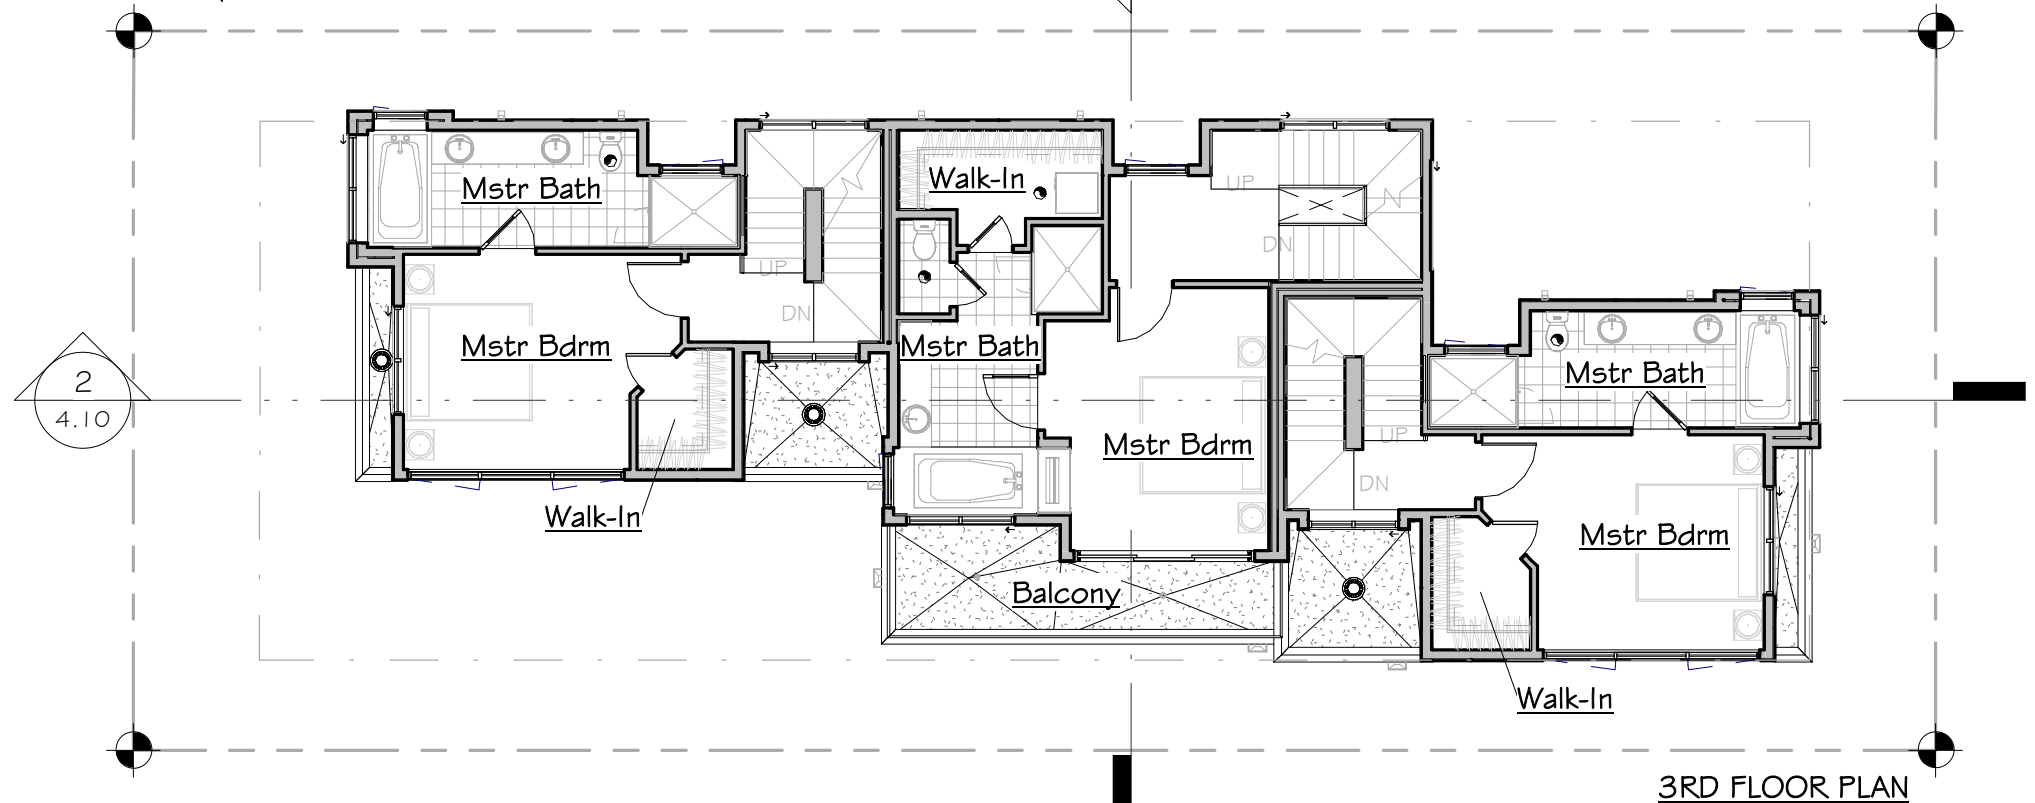 Mstr Bath
Walk-In
UP
DN
UP
DN
Mstr Bdrm
Mstr Bath
Mstr Bath
2
4.10
Mstr Bdrm
UP
DN
Walk-In
Mstr Bdrm
Balcony
Walk-In
3RD FLOOR PLAN